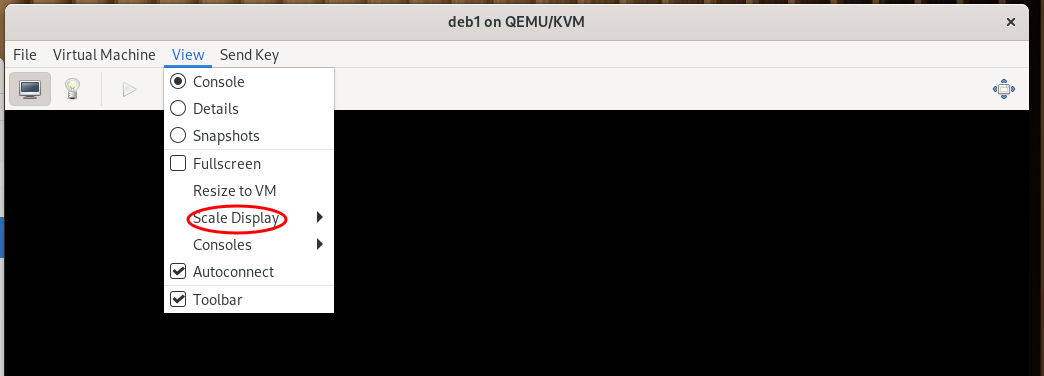 deb1 on QEMU/KVM
File Virtual Machine View Send Key
Console
Details
Snapshots
Fullscreen
Resize to VM
Scale Display
Consoles
Autoconnect
Toolbar